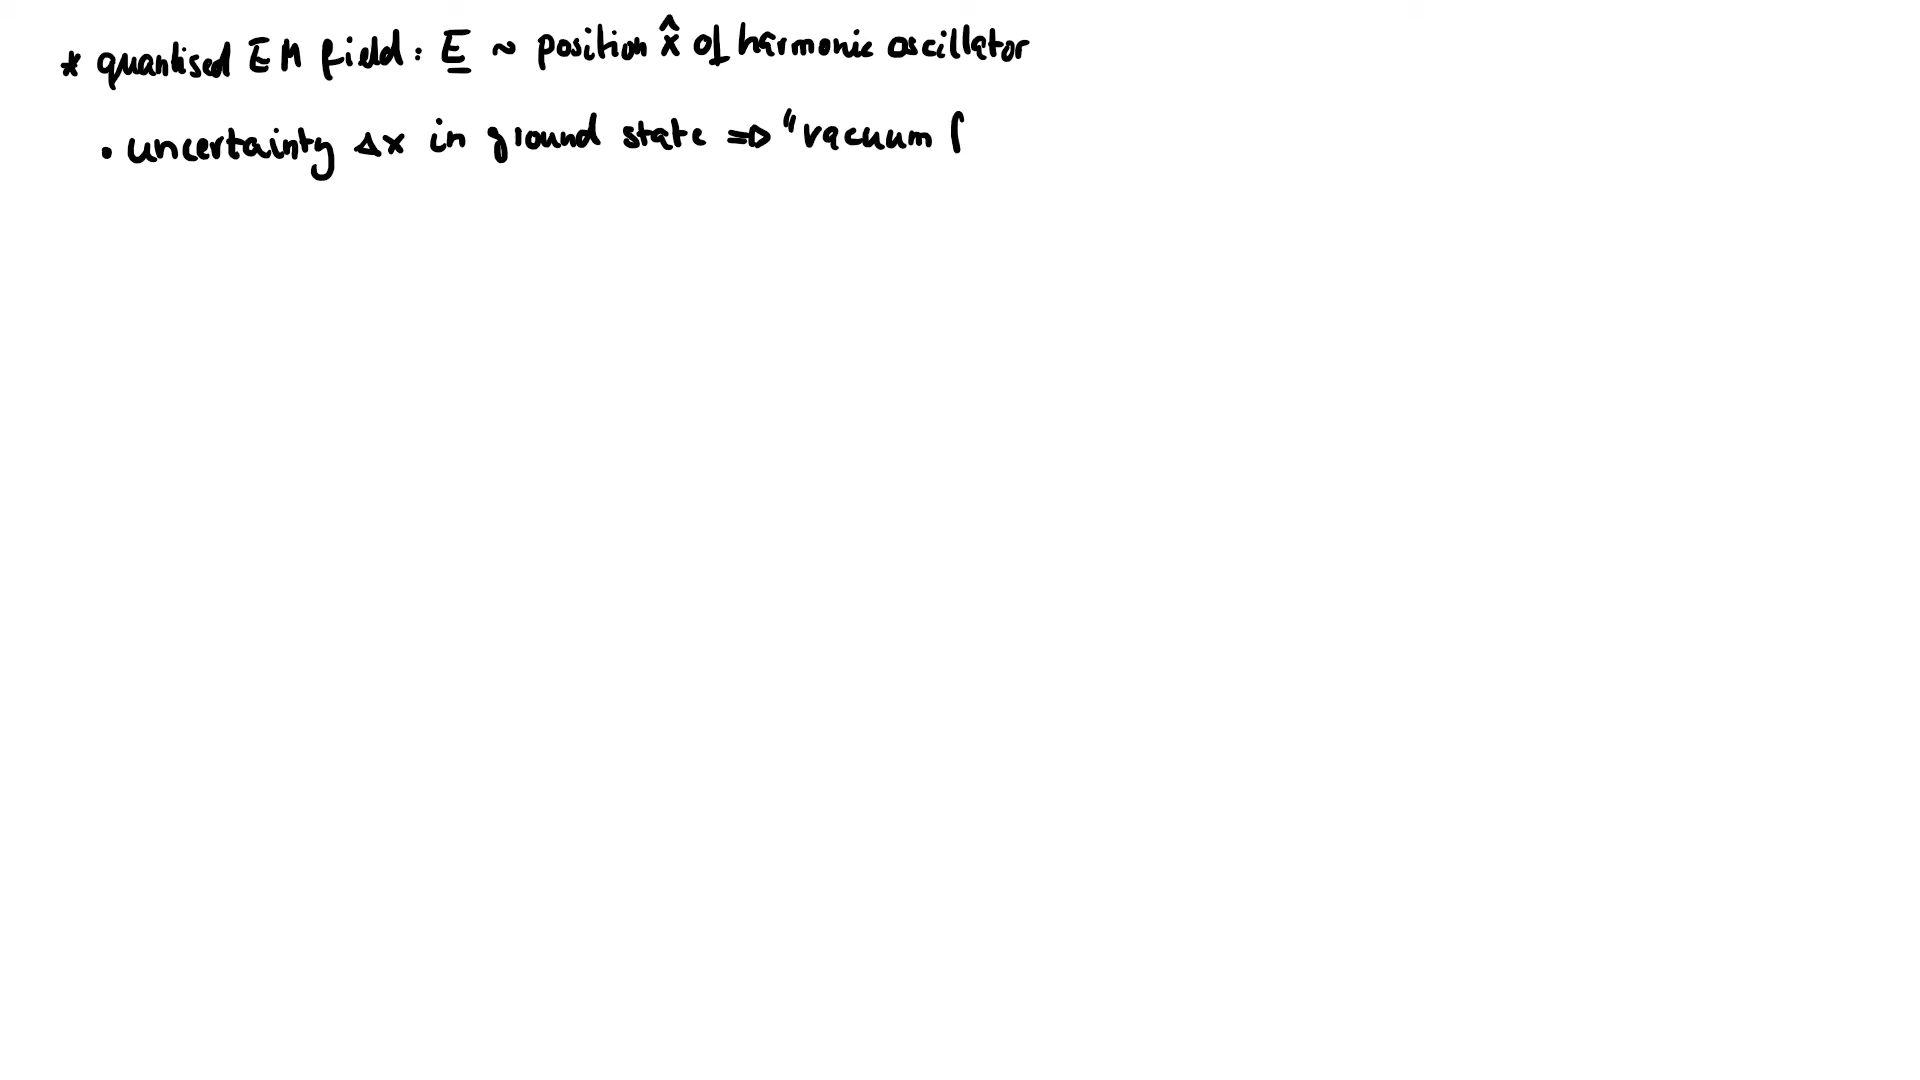 * quantised EM field: E ~ position x̂ of harmonic oscillator
• uncertainty Δx in ground state => "vacuum f